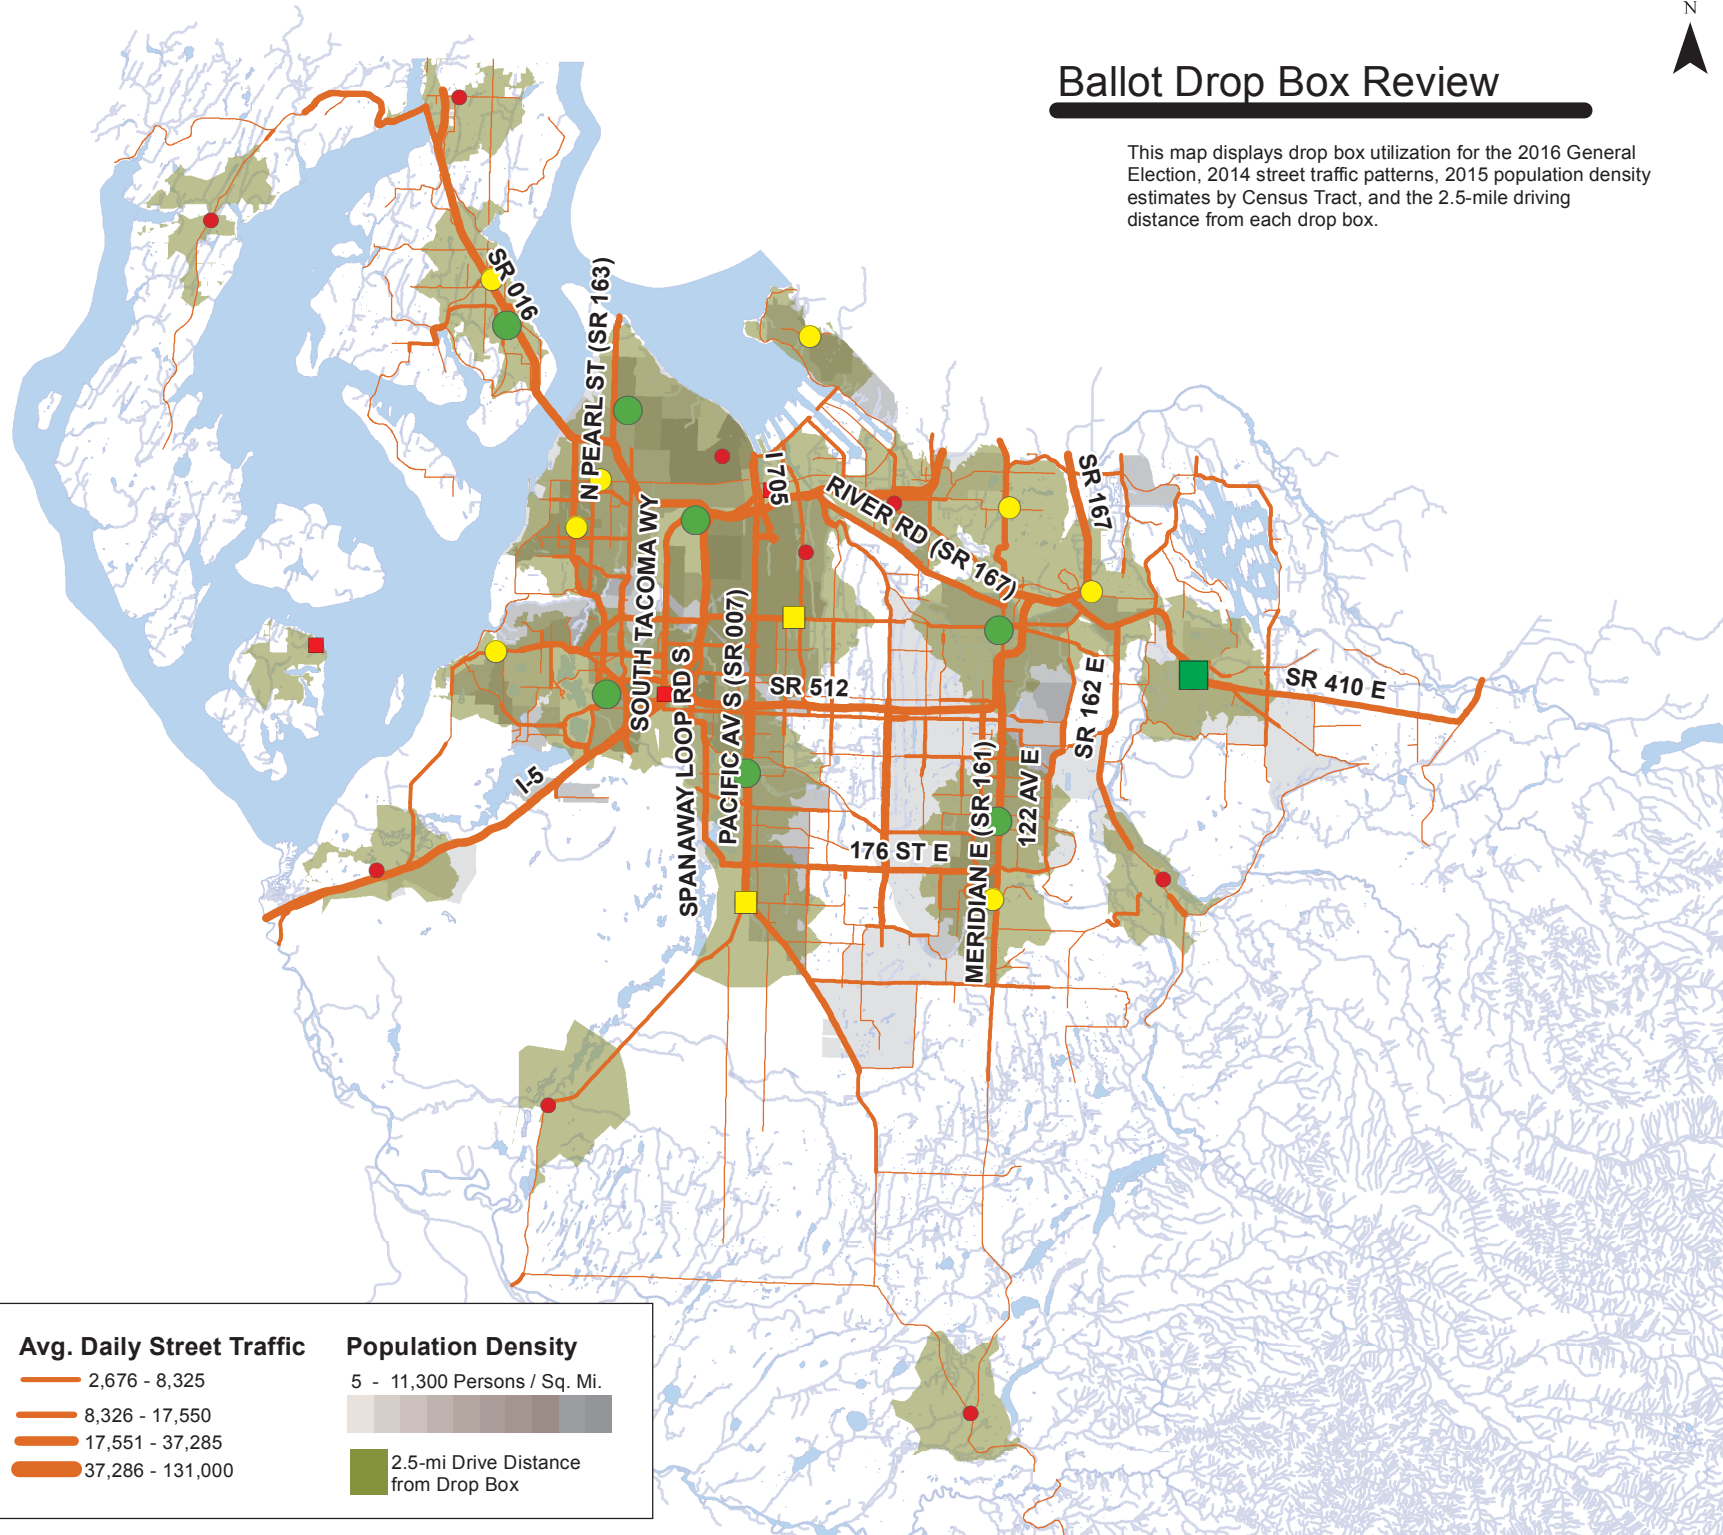 N
Ballot Drop Box Review
This map displays drop box utilization for the 2016 General
Election, 2014 street traffic patterns, 2015 population density
estimates by Census Tract, and the 2.5-mile driving
distance from each drop box.
SR 016
N PEARL ST (SR 163)
I 705
RIVER RD (SR 167)
SR 167
SOUTH TACOMA WY
SPANAWAY LOOP RD S
PACIFIC AV S (SR 007)
SR 512
SR 162 E
SR 410 E
I-5
176 ST E
MERIDIAN E (SR 161)
122 AV E
Avg. Daily Street Traffic
2,676 - 8,325
8,326 - 17,550
17,551 - 37,285
37,286 - 131,000
Population Density
5 - 11,300 Persons / Sq. Mi.
2.5-mi Drive Distance
from Drop Box